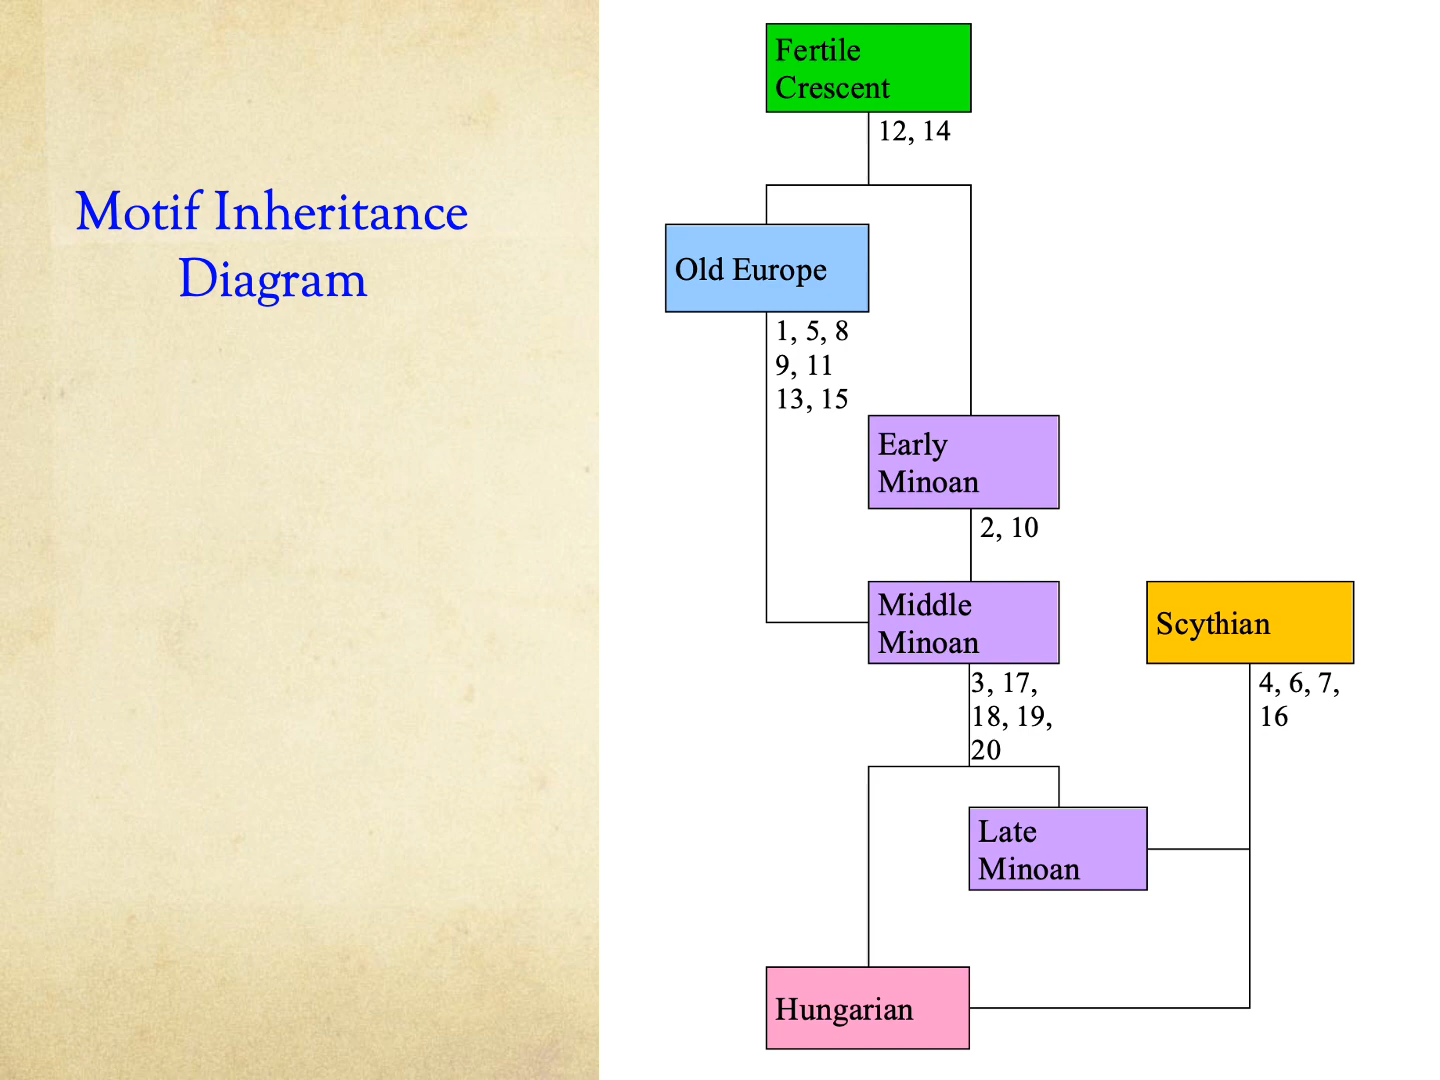 Motif Inheritance
Diagram
Fertile
Crescent
12, 14
Old Europe
1, 5, 8
9, 11
13, 15
Early
Minoan
2, 10
Middle
Minoan
3, 17,
18, 19,
20
Scythian
4, 6, 7,
16
Late
Minoan
Hungarian